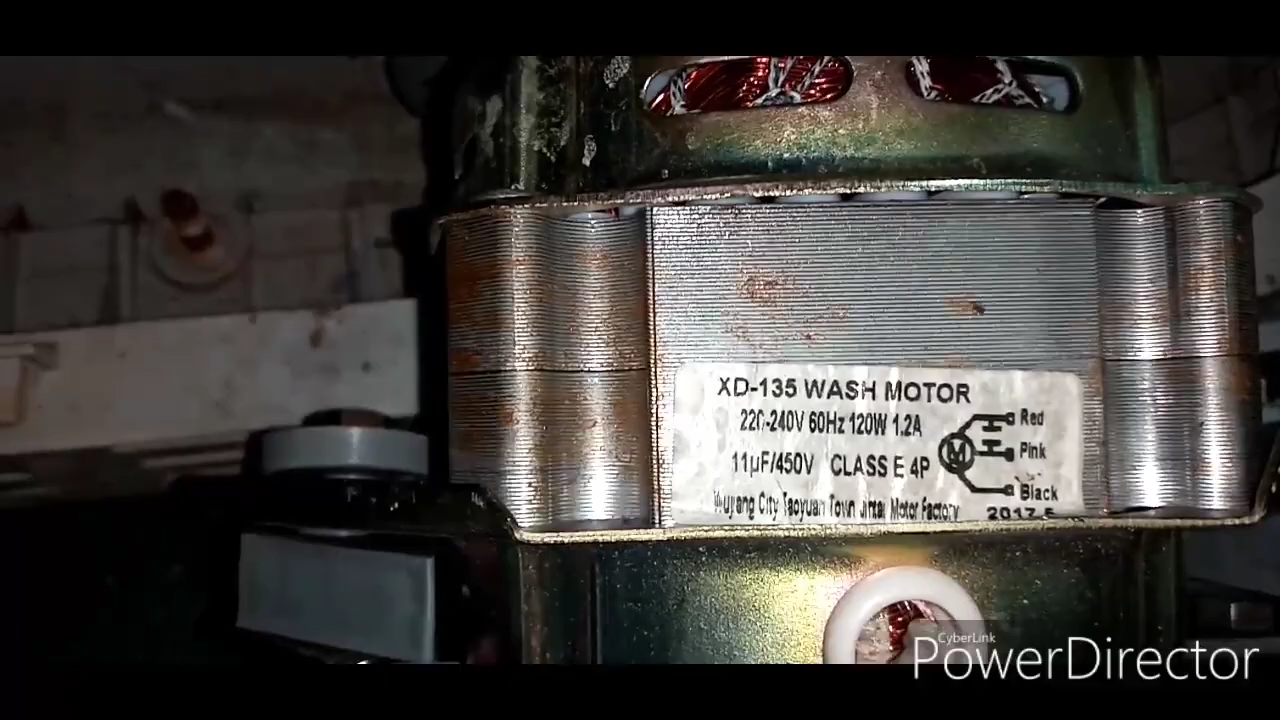 XD-135 WASH MOTOR
220-240V 60Hz 120W 1.2A
11µF/450V CLASS E 4P
City Taoyuan Town Motor Factory
2017.5
Red
Pink
Black
M
CyberLink
PowerDirector